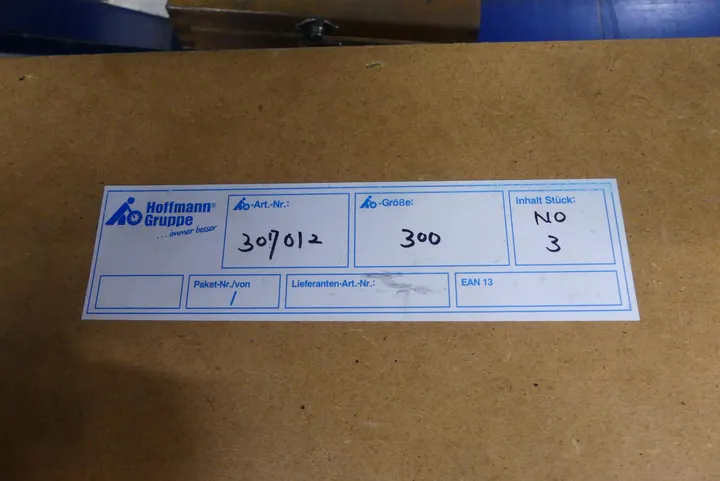 Hoffmann®
Gruppe
...immer besser
-Art.-Nr.:
307012
-Größe:
300
Inhalt Stück:
NO
3
Paket-Nr./von
/
Lieferanten-Art.-Nr.:
EAN 13